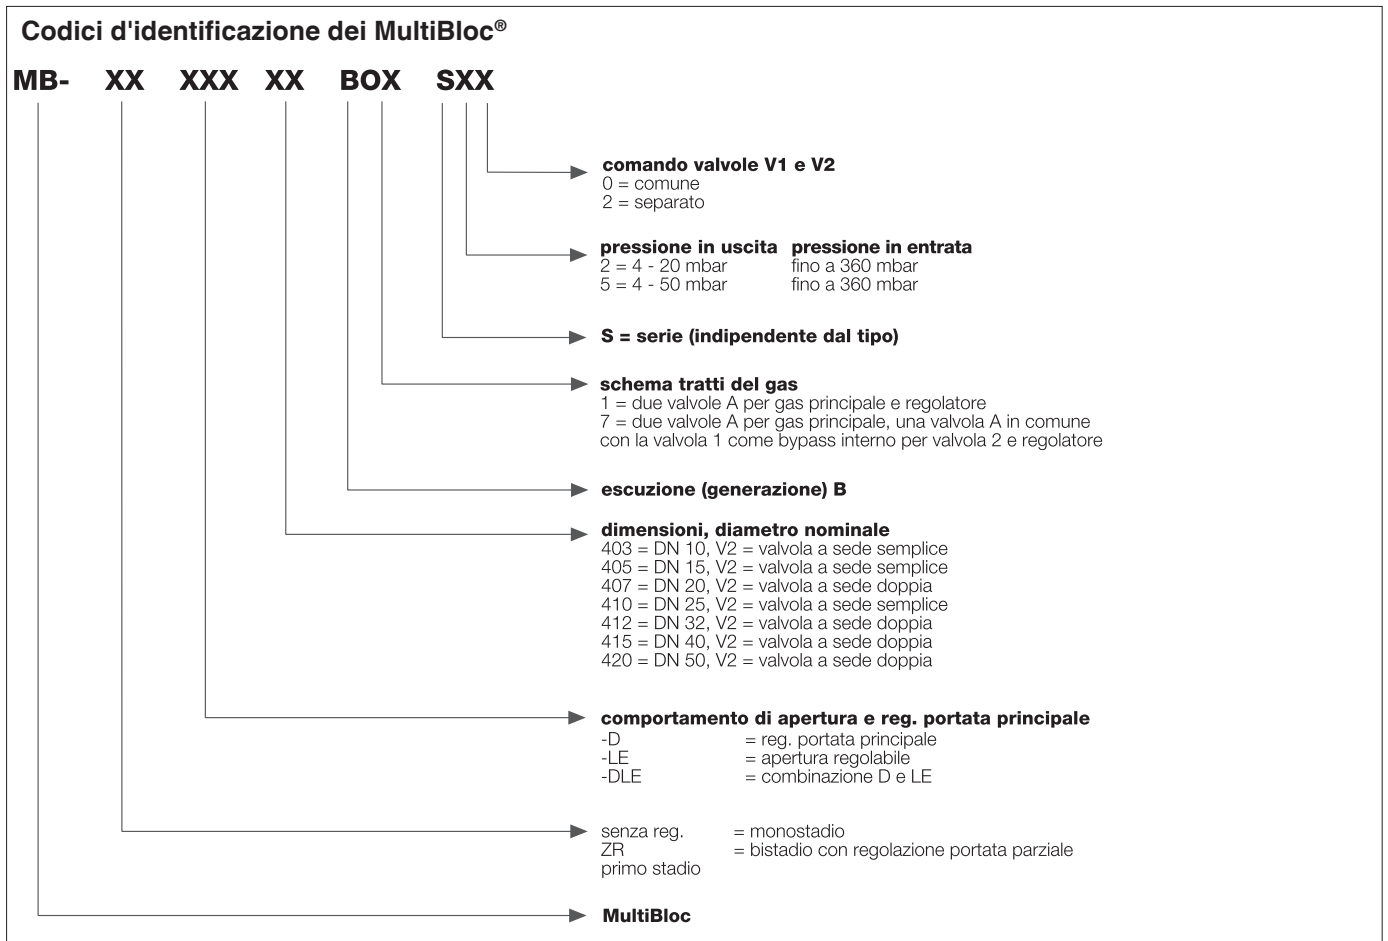 Codici d'identificazione dei MultiBloc®
MB- XX XXX XX BOX SXX
comando valvole V1 e V2
0 = comune
2 = separato
pressione in uscita pressione in entrata
2 = 4 - 20 mbar fino a 360 mbar
5 = 4 - 50 mbar fino a 360 mbar
S = serie (indipendente dal tipo)
schema tratti del gas
1 = due valvole A per gas principale e regolatore
7 = due valvole A per gas principale, una valvola A in comune
con la valvola 1 come bypass interno per valvola 2 e regolatore
escuzione (generazione) B
dimensioni, diametro nominale
403 = DN 10, V2 = valvola a sede semplice
405 = DN 15, V2 = valvola a sede semplice
407 = DN 20, V2 = valvola a sede doppia
410 = DN 25, V2 = valvola a sede semplice
412 = DN 32, V2 = valvola a sede doppia
415 = DN 40, V2 = valvola a sede doppia
420 = DN 50, V2 = valvola a sede doppia
comportamento di apertura e reg. portata principale
-D = reg. portata principale
-LE = apertura regolabile
-DLE = combinazione D e LE
senza reg. = monostadio
ZR = bistadio con regolazione portata parziale
primo stadio
MultiBloc